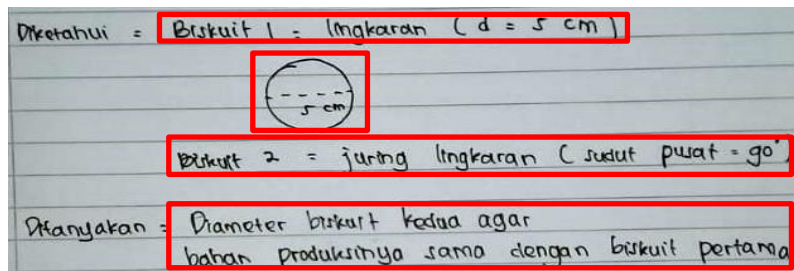 Diketahui = Biskuit 1 = lingkaran (d = 5 cm)
5 cm
Biskuit 2 = juring lingkaran (sudut pusat = 90°)
Ditanyakan = Diameter biskuit kedua agar
bahan produksinya sama dengan biskuit pertama